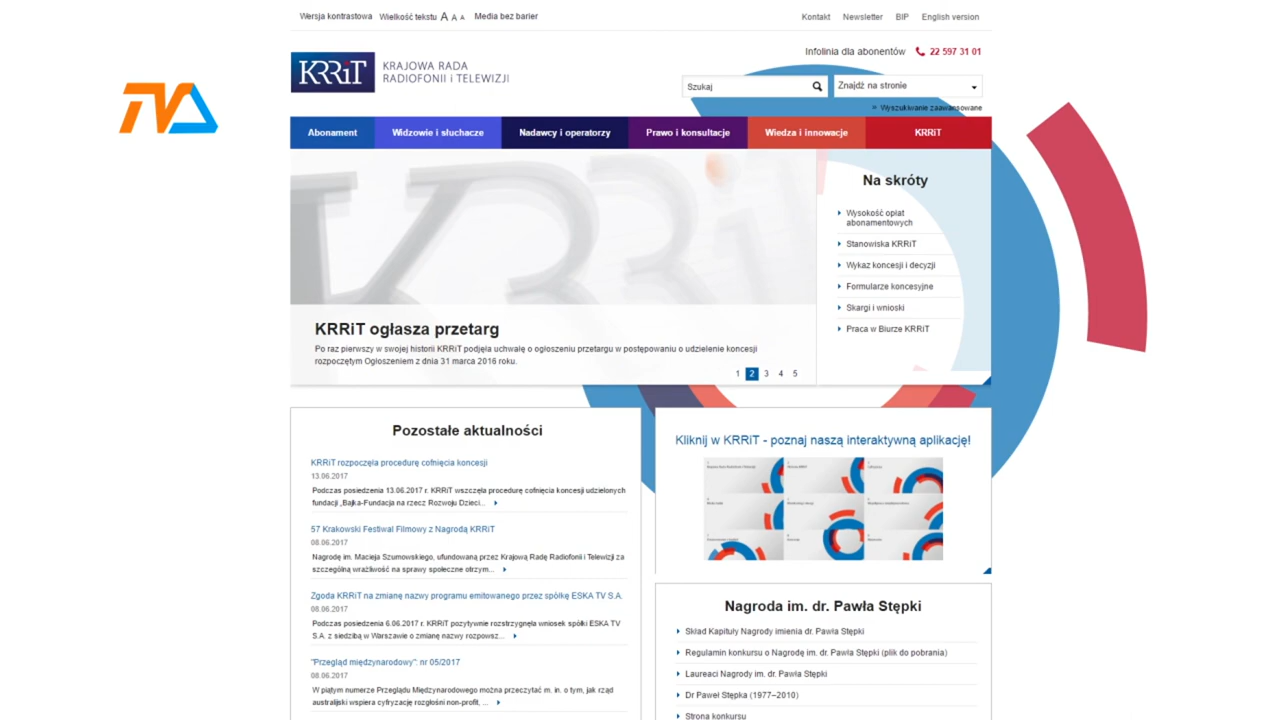 Wersja kontrastowa Wielkość tekstu A A A Media bez barier
Kontakt Newsletter BIP English version
TVA
KRRiT
KRAJOWA RADA
RADIOFONII i TELEWIZJI
Infolinia dla abonentów 22 597 31 01
Szukaj
Znajdź na stronie
» Wyszukiwanie zaawansowane
Abonament Widzowie i słuchacze Nadawcy i operatorzy Prawo i konsultacje Wiedza i innowacje KRRiT
KRRiT ogłasza przetarg
Po raz pierwszy w swojej historii KRRiT podjęła uchwałę o ogłoszeniu przetargu w postępowaniu o udzielenie koncesji
rozpoczętym Ogłoszeniem z dnia 31 marca 2016 roku.
1 2 3 4 5
Na skróty
Wysokość opłat
abonamentowych
Stanowiska KRRiT
Wykaz koncesji i decyzji
Formularze koncesyjne
Skargi i wnioski
Praca w Biurze KRRiT
Pozostałe aktualności
KRRiT rozpoczęła procedurę cofnięcia koncesji
13.06.2017
Podczas posiedzenia 13.06.2017 r. KRRiT wszczęła procedurę cofnięcia koncesji udzielonych
fundacji „Bajka-Fundacja na rzecz Rozwoju Dzieci...
57 Krakowski Festiwal Filmowy z Nagrodą KRRiT
08.06.2017
Nagrodę im. Macieja Szumowskiego, ufundowaną przez Krajową Radę Radiofonii i Telewizji za
szczególną wrażliwość na sprawy społeczne otrzym...
Zgoda KRRiT na zmianę nazwy programu emitowanego przez spółkę ESKA TV S.A.
08.06.2017
Podczas posiedzenia 6.06.2017 r. KRRiT pozytywnie rozstrzygnęła wniosek spółki ESKA TV
S.A. z siedzibą w Warszawie o zmianę nazwy rozpowsz...
"Przegląd międzynarodowy": nr 05/2017
08.06.2017
W piątym numerze Przeglądu Międzynarodowego można przeczytać m. in. o tym, jak rząd
australijski wspiera cyfryzację rozgłośni non-profit, ...
Kliknij w KRRiT - poznaj naszą interaktywną aplikację!
Nagroda im. dr. Pawła Stępki
Skład Kapituły Nagrody imienia dr. Pawła Stępki
Regulamin konkursu o Nagrodę im. dr. Pawła Stępki (plik do pobrania)
Laureaci Nagrody im. dr. Pawła Stępki
Dr Paweł Stępka (1977–2010)
Strona konkursu